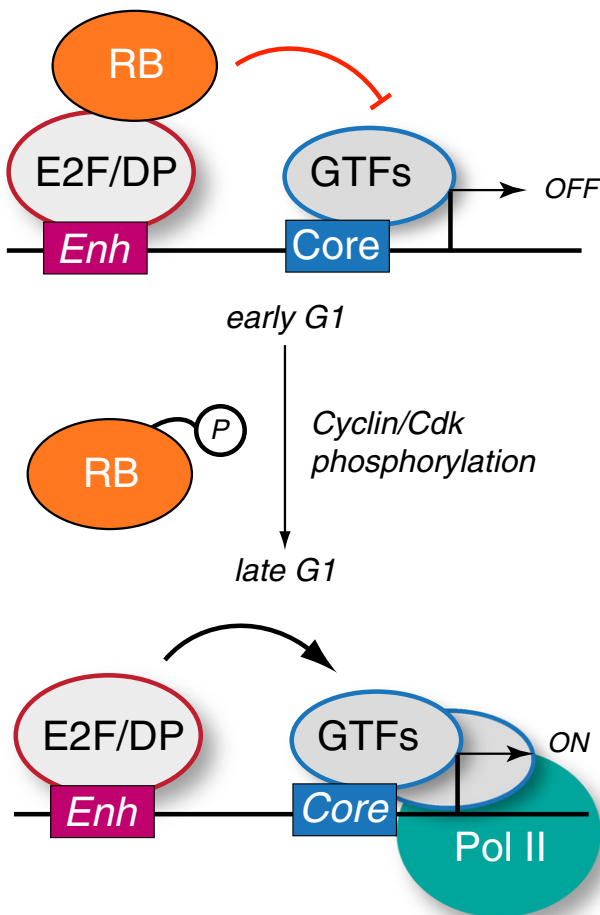 RB
E2F/DP
GTFs
OFF
Enh
Core
early G1
P
Cyclin/Cdk
phosphorylation
RB
late G1
E2F/DP
GTFs
ON
Enh
Core
Pol II